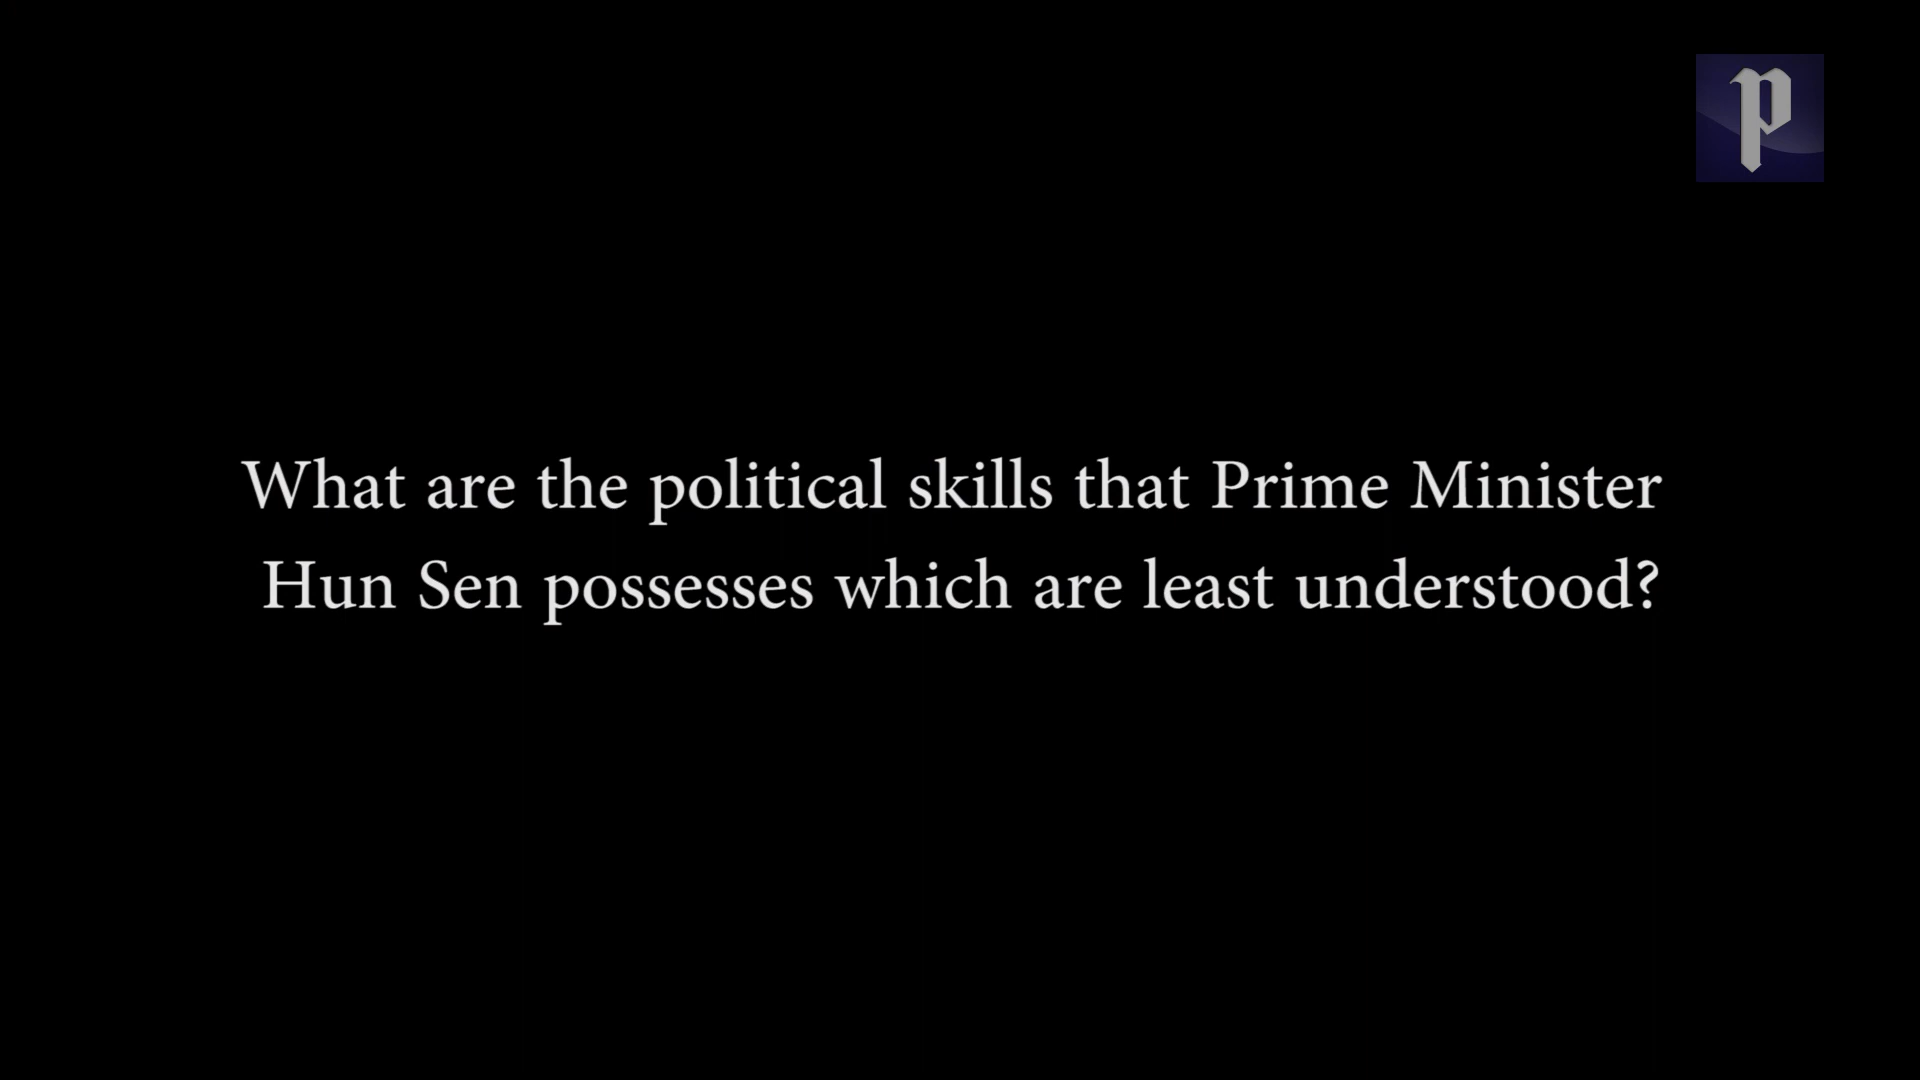 p
What are the political skills that Prime Minister
Hun Sen possesses which are least understood?